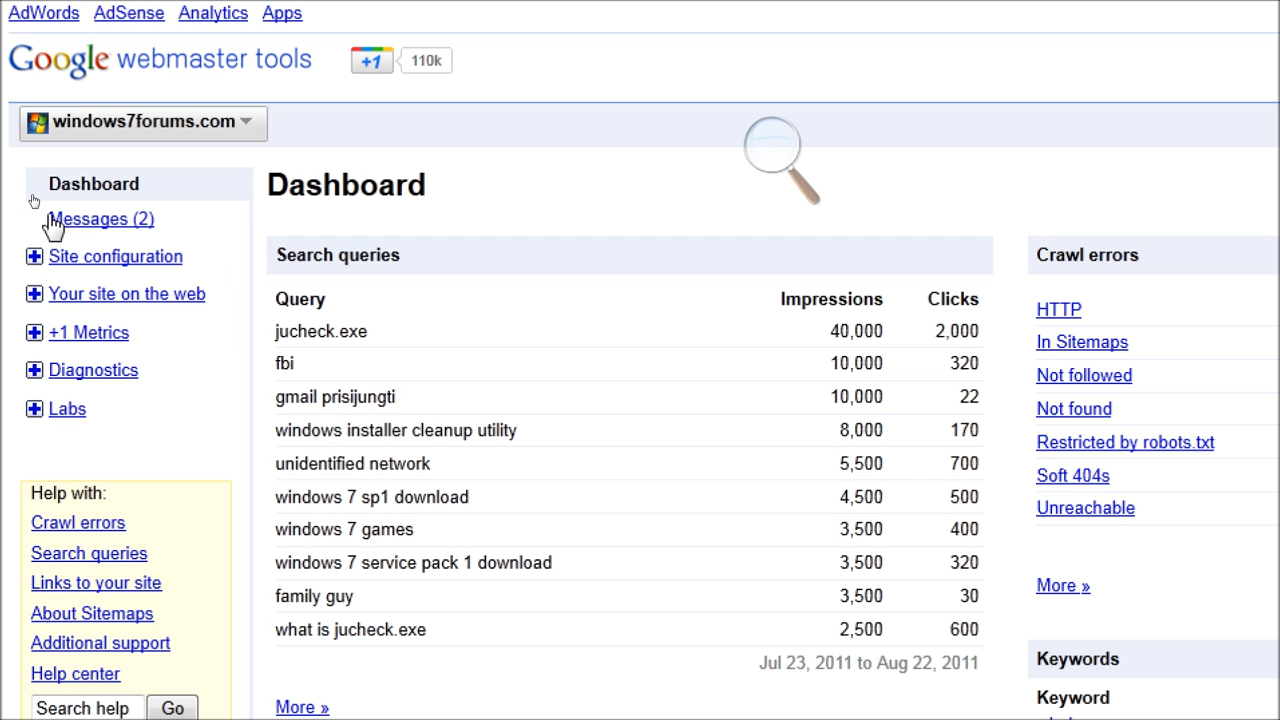 AdWords AdSense Analytics Apps
Google webmaster tools +1 110k
windows7forums.com
Dashboard
Messages (2)
Site configuration
Your site on the web
+1 Metrics
Diagnostics
Labs
Help with:
Crawl errors
Search queries
Links to your site
About Sitemaps
Additional support
Help center
Search help Go
Dashboard
Search queries
Query Impressions Clicks
jucheck.exe 40,000 2,000
fbi 10,000 320
gmail prisijungti 10,000 22
windows installer cleanup utility 8,000 170
unidentified network 5,500 700
windows 7 sp1 download 4,500 500
windows 7 games 3,500 400
windows 7 service pack 1 download 3,500 320
family guy 3,500 30
what is jucheck.exe 2,500 600
Jul 23, 2011 to Aug 22, 2011
More »
Crawl errors
HTTP
In Sitemaps
Not followed
Not found
Restricted by robots.txt
Soft 404s
Unreachable
More »
Keywords
Keyword